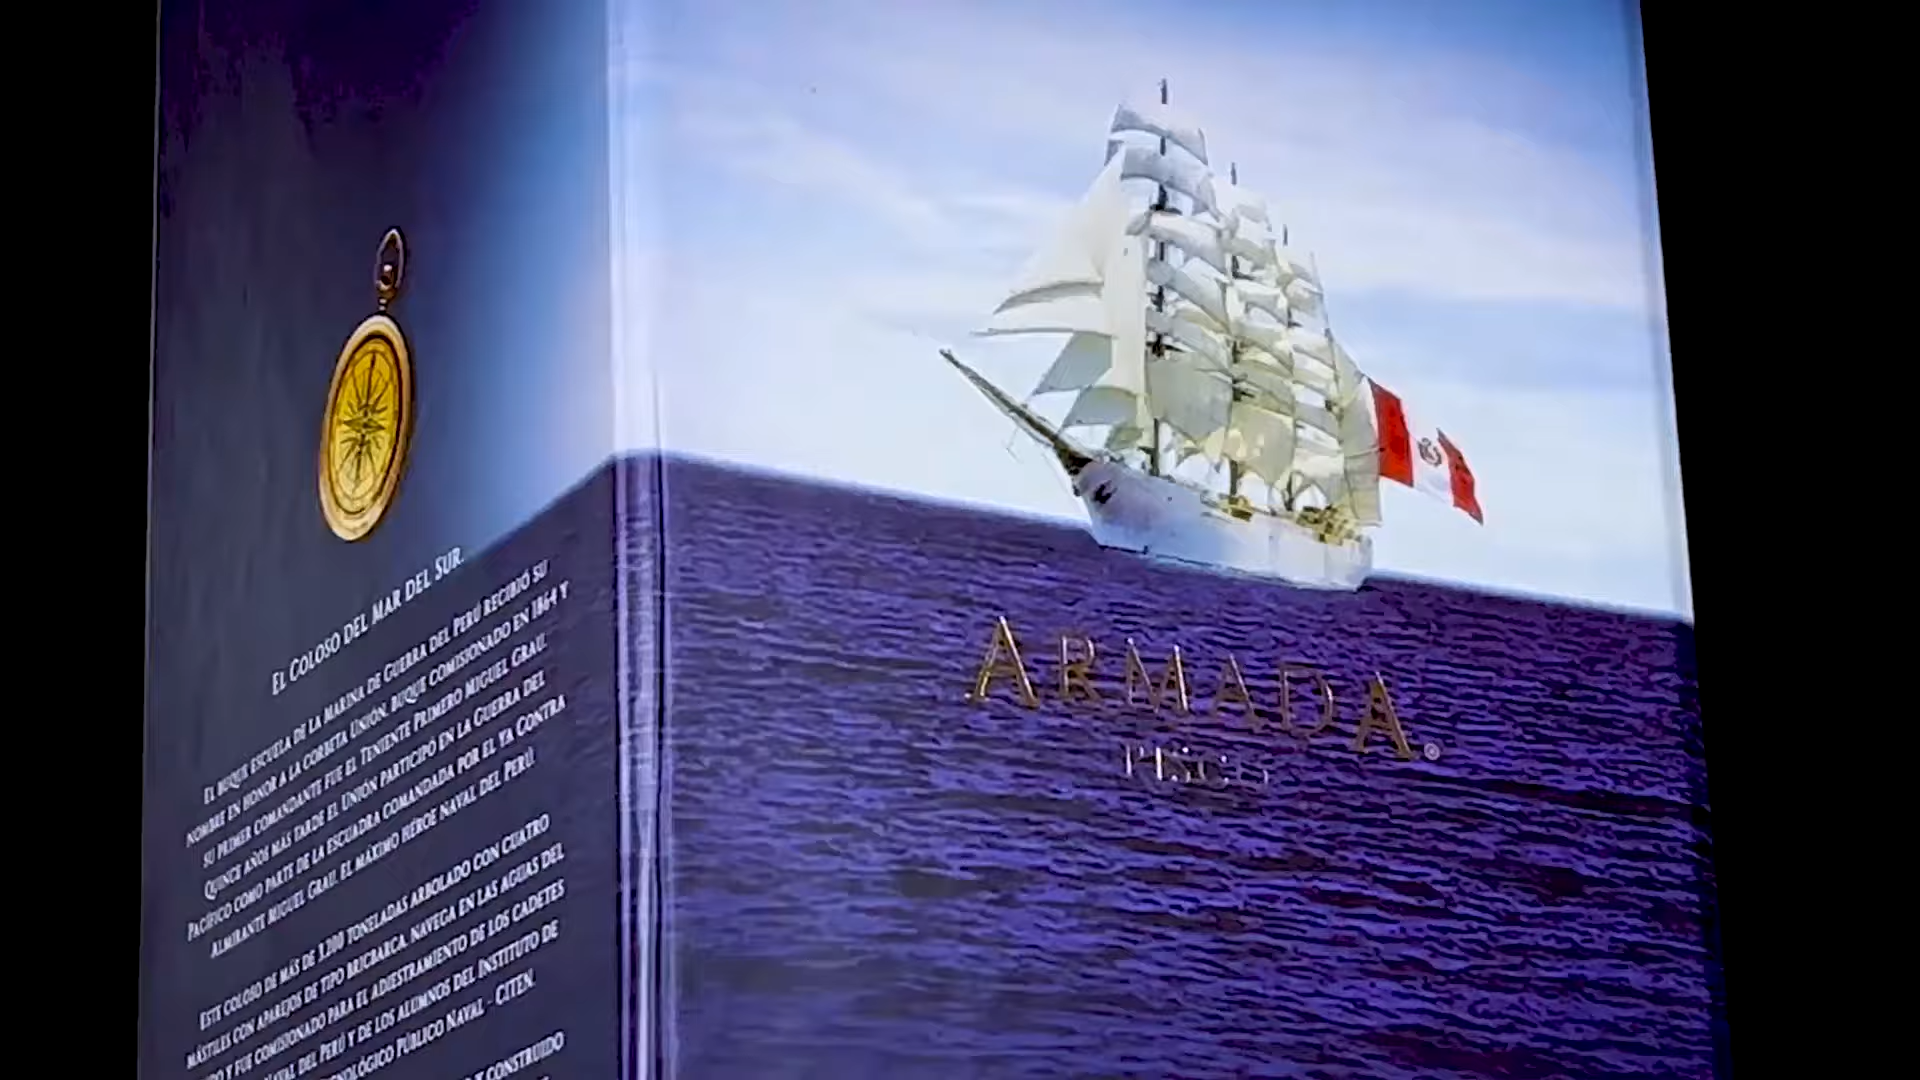 EL COLOSO DEL MAR DEL SUR.
EL BUQUE ESCUELA DE LA MARINA DE GUERRA DEL PERÚ RECIBIÓ SU
NOMBRE EN HONOR A LA CORBETA UNIÓN, BUQUE COMISIONADO EN 1864 Y
SU PRIMER COMANDANTE FUE EL TENIENTE PRIMERO MIGUEL GRAU.
QUINCE AÑOS MÁS TARDE EL UNIÓN PARTICIPÓ EN LA GUERRA DEL
PACÍFICO COMO PARTE DE LA ESCUADRA COMANDADA POR EL YA CONTRA
ALMIRANTE MIGUEL GRAU, EL MÁXIMO HÉROE NAVAL DEL PERÚ.
ESTE COLOSO DE MÁS DE 3,200 TONELADAS ARBOLADO CON CUATRO
MÁSTILES CON APAREJOS DE TIPO BRICBARCA, NAVEGA EN LAS AGUAS DEL
Y FUE COMISIONADO PARA EL ADIESTRAMIENTO DE LOS CADETES
NAVAL DEL PERÚ Y DE LOS ALUMNOS DEL INSTITUTO DE
PÚBLICO NAVAL - CITEN.
Y CONSTRUIDO
ARMADA®
PISCO